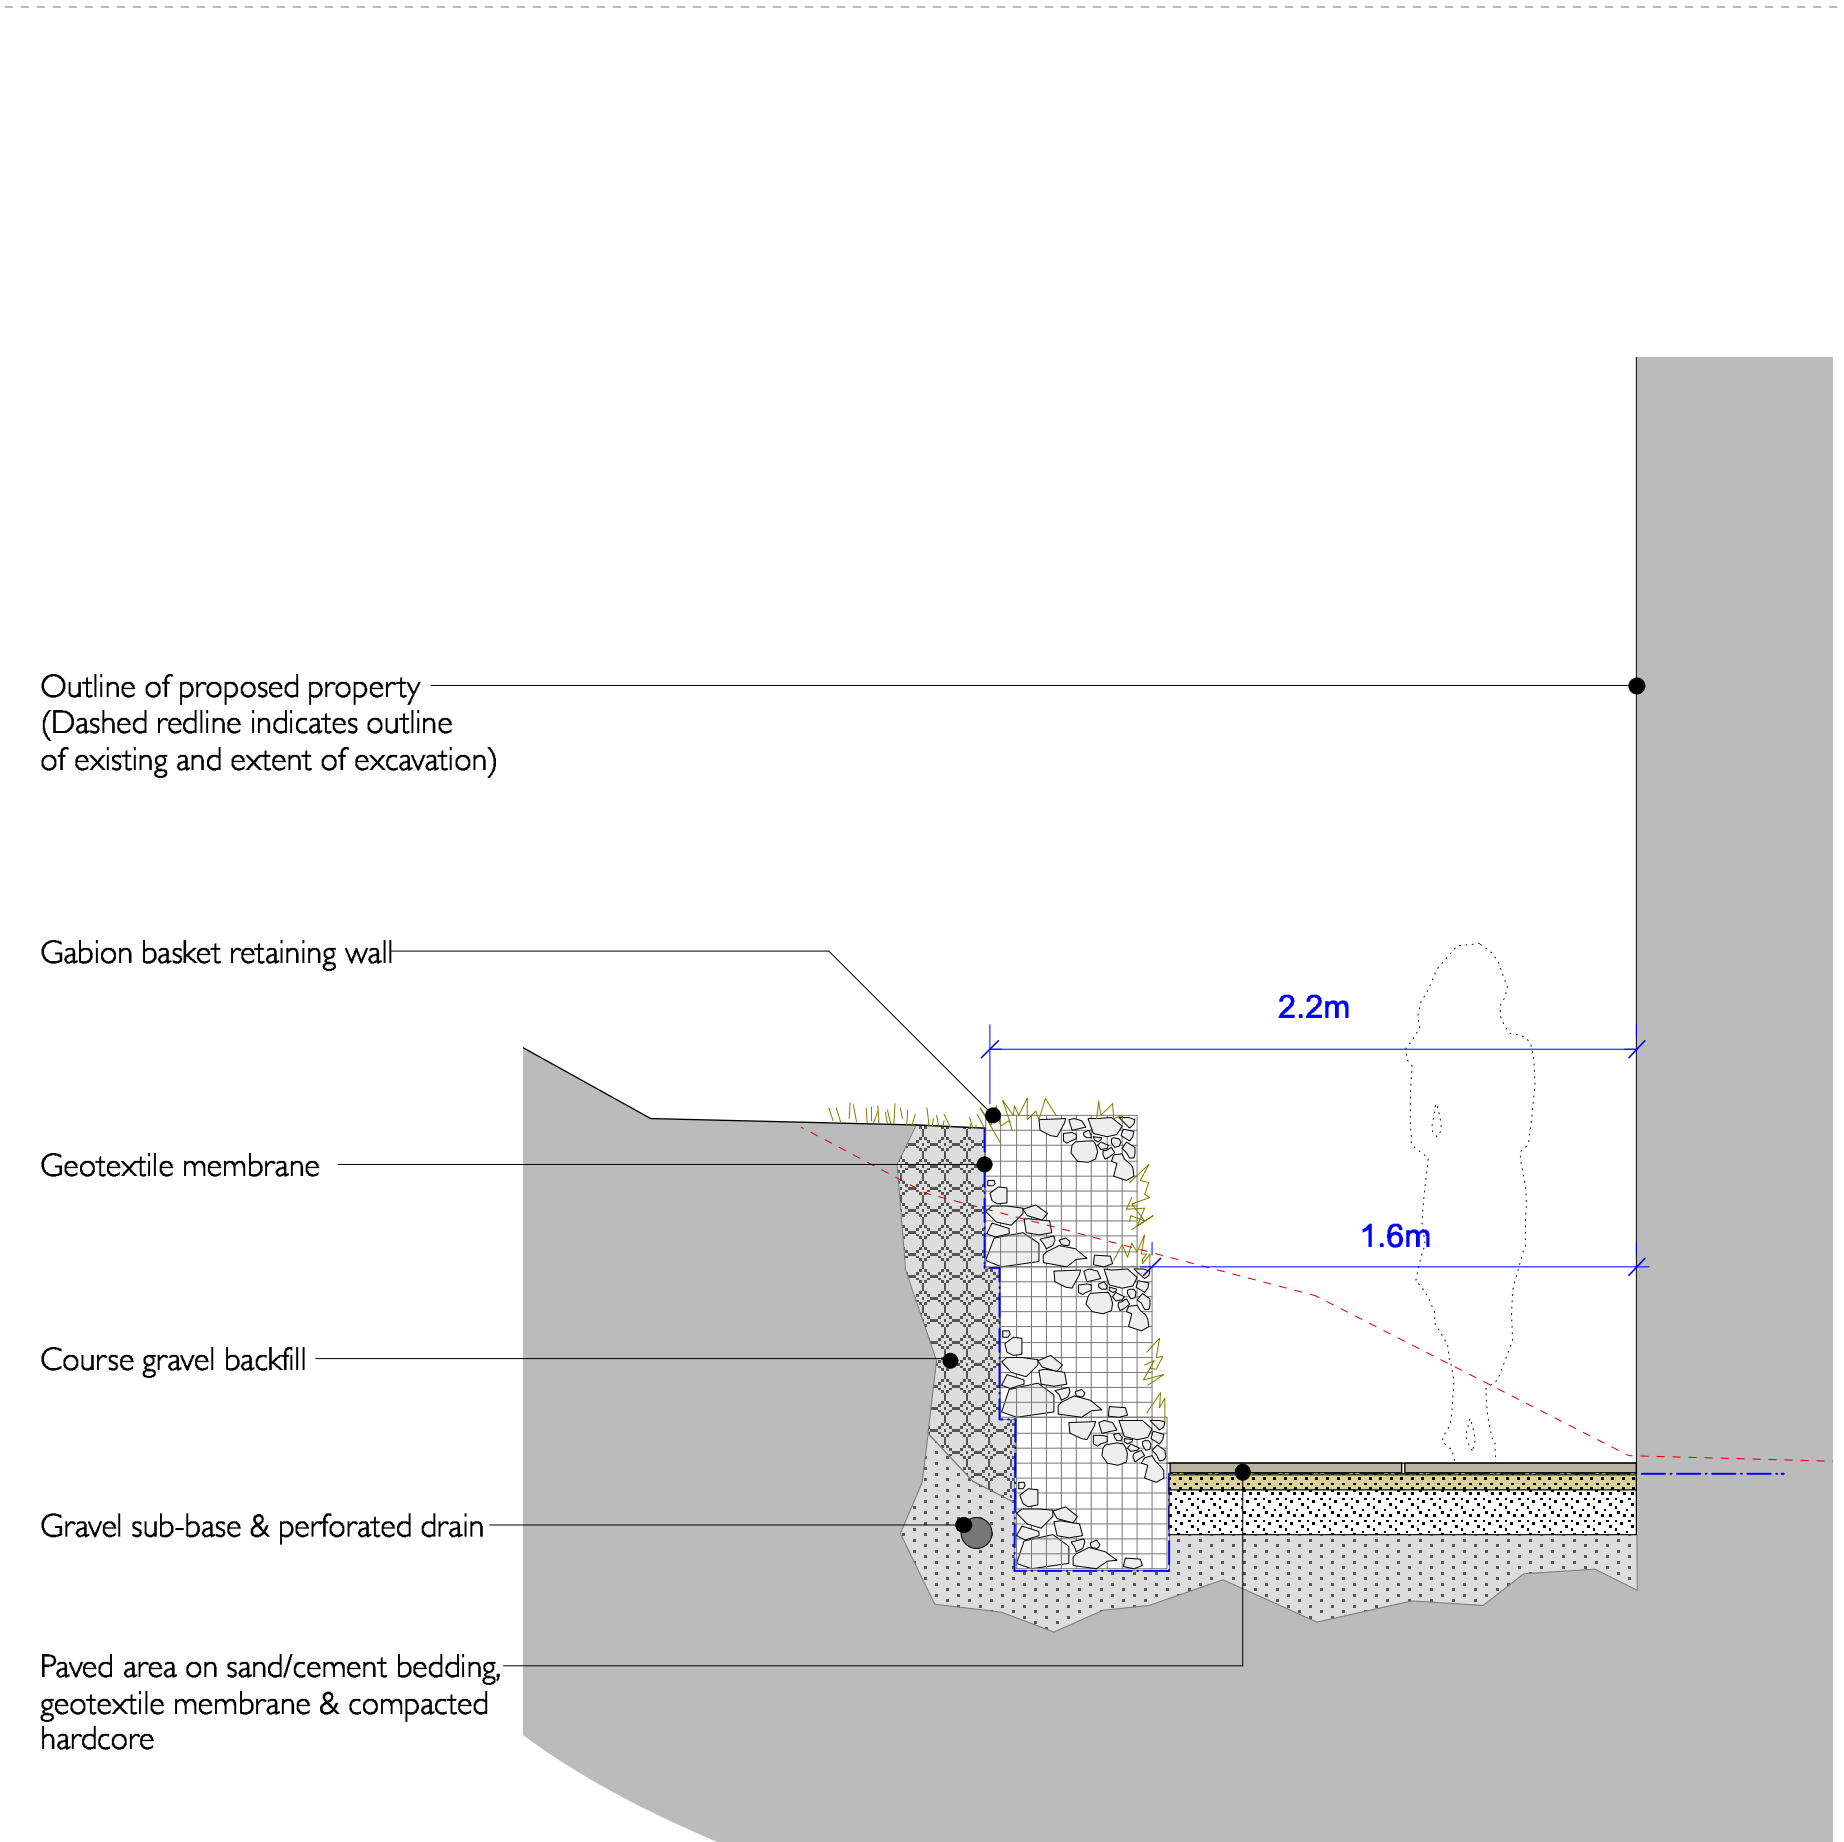 Outline of proposed property
(Dashed redline indicates outline
of existing and extent of excavation)
Gabion basket retaining wall
2.2m
Geotextile membrane
1.6m
Course gravel backfill
Gravel sub-base & perforated drain
Paved area on sand/cement bedding,
geotextile membrane & compacted
hardcore